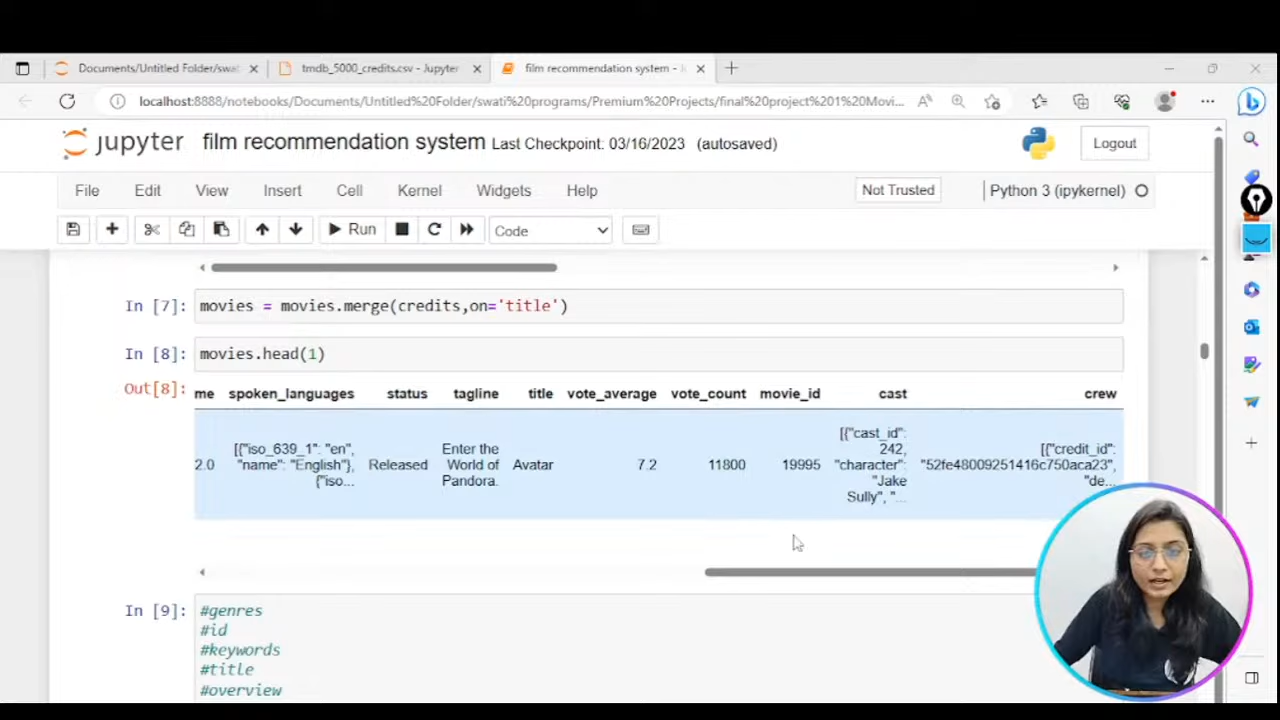 Documents/Untitled Folder/swat
tmdb_5000_credits.csv - Jupyter
film recommendation system - J
localhost:8888/notebooks/Documents/Untitled%20Folder/swati%20programs/Premium%20Projects/final%20project%201%20Movi...
jupyter film recommendation system Last Checkpoint: 03/16/2023 (autosaved)
Logout
File Edit View Insert Cell Kernel Widgets Help
Not Trusted
Python 3 (ipykernel)
Run
Code
In [7]: movies = movies.merge(credits,on='title')
In [8]: movies.head(1)
Out[8]: me spoken_languages status tagline title vote_average vote_count movie_id cast crew
2.0
[{"iso_639_1": "en",
"name": "English"},
{"iso...
Released
Enter the
World of
Pandora.
Avatar
7.2
11800
19995
[{"cast_id":
242,
"character":
"Jake
Sully", "...
[{"credit_id":
"52fe48009251416c750aca23",
"de...
In [9]: #genres
#id
#keywords
#title
#overview